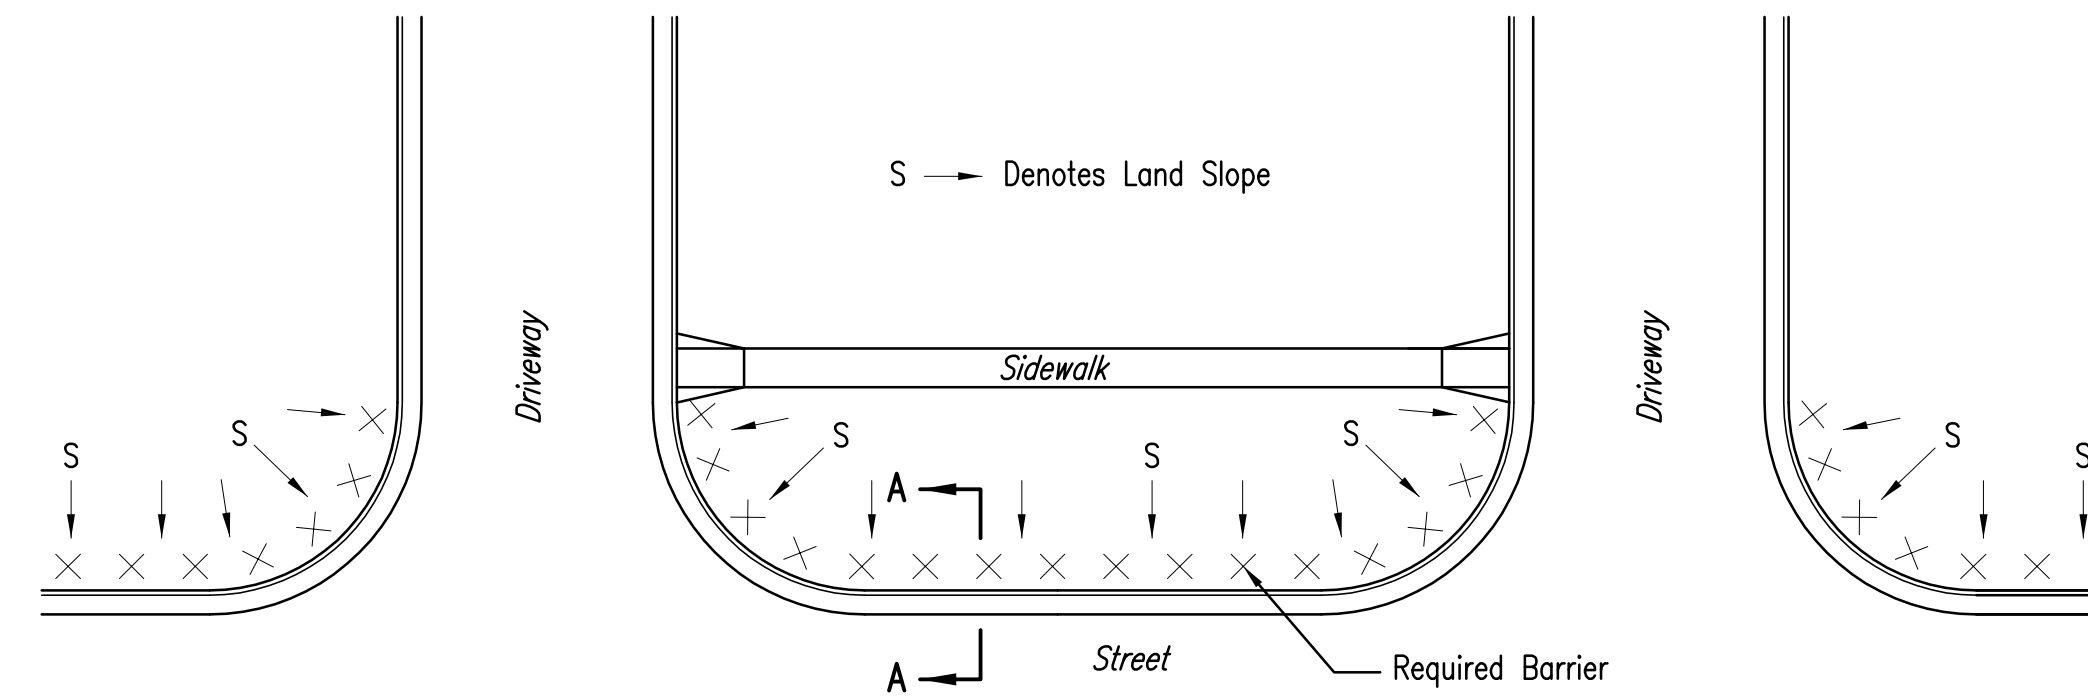 S → Denotes Land Slope
Driveway
Driveway
Sidewalk
S
S
S
S
S
S
S
A
A
Street
Required Barrier